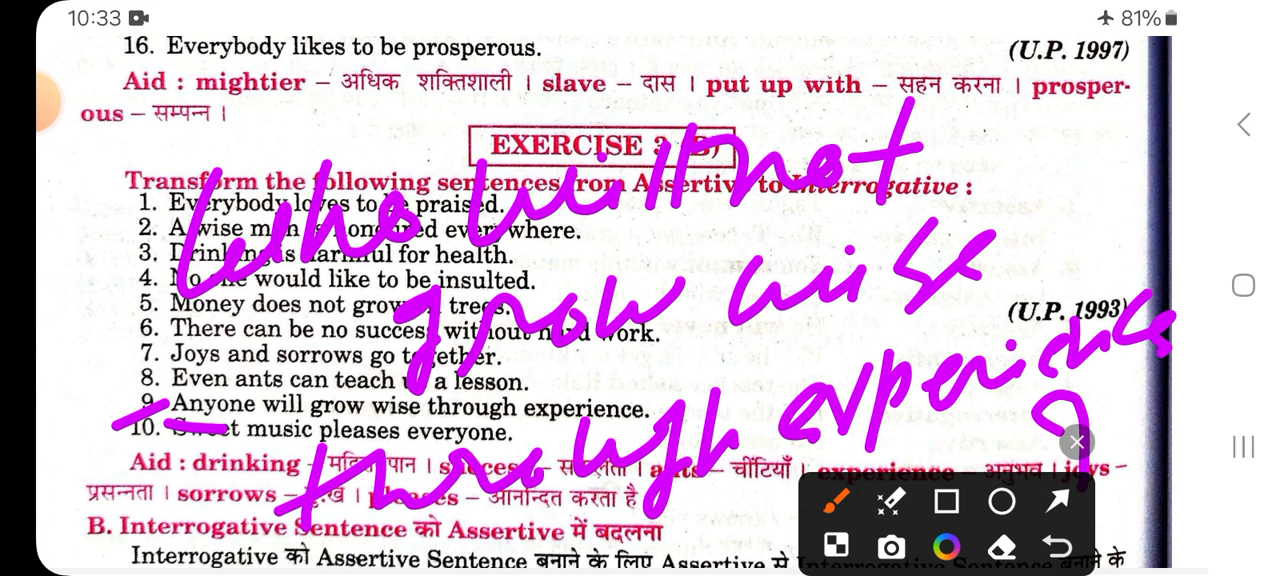 10:33 81%
16. Everybody likes to be prosperous. (U.P. 1997)
Aid : mightier – अधिक शक्तिशाली । slave – दास । put up with – सहन करना । prosper-
ous – सम्पन्न ।
EXERCISE 3 B)
Transform the following sentences from Assertive to Interrogative :
1. Everybody loves to be praised.
2. A wise man is honoured everywhere.
3. Drinking is harmful for health.
4. No one would like to be insulted.
5. Money does not grow on trees. (U.P. 1993)
6. There can be no success without hard work.
7. Joys and sorrows go together.
8. Even ants can teach us a lesson.
9. Anyone will grow wise through experience.
10. Sweet music pleases everyone.
Who will not
grow wise
through experience
?
Aid : drinking – मदिरापान । success – सफलता । ants – चींटियाँ । experience – अनुभव । joys –
प्रसन्नता । sorrows – दुःख । pleases – आनन्दित करता है
B. Interrogative Sentence को Assertive में बदलना
Interrogative को Assertive Sentence बनाने के लिए Assertive से Interrogative Sentence बनाने के